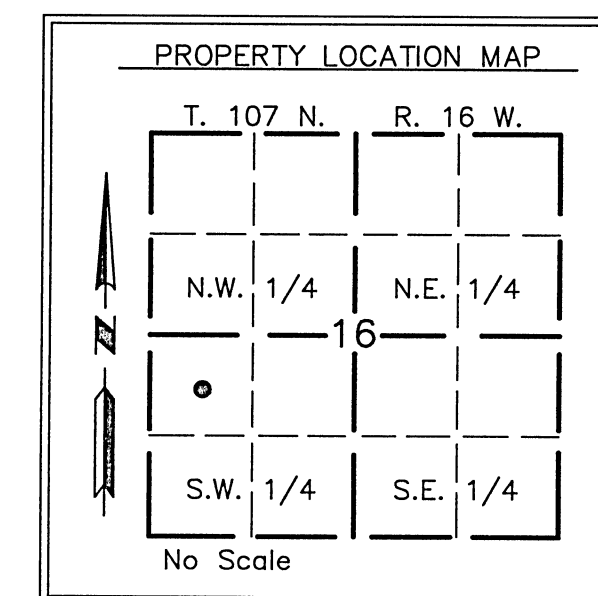 PROPERTY LOCATION MAP
T. 107 N. R. 16 W.
N.W. 1/4 N.E. 1/4
16
N
S.W. 1/4 S.E. 1/4
No Scale